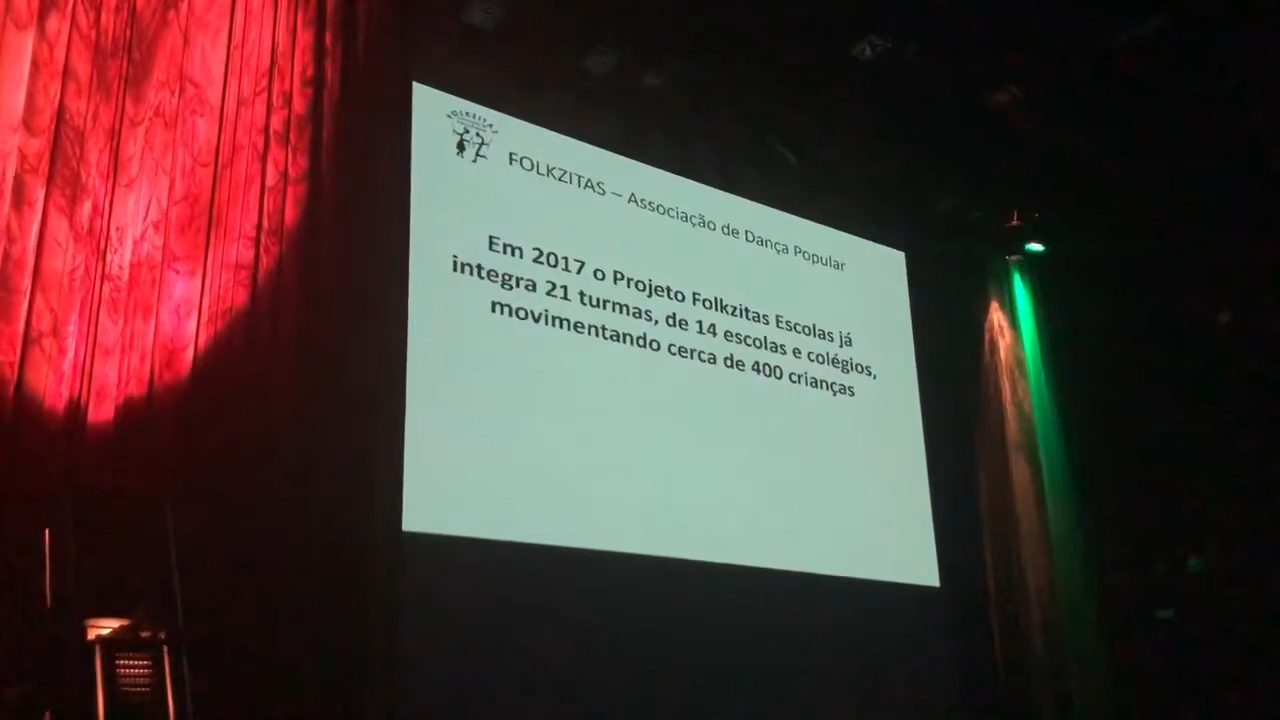 FOLKZITAS
FOLKZITAS – Associação de Dança Popular
Em 2017 o Projeto Folkzitas Escolas já
integra 21 turmas, de 14 escolas e colégios,
movimentando cerca de 400 crianças